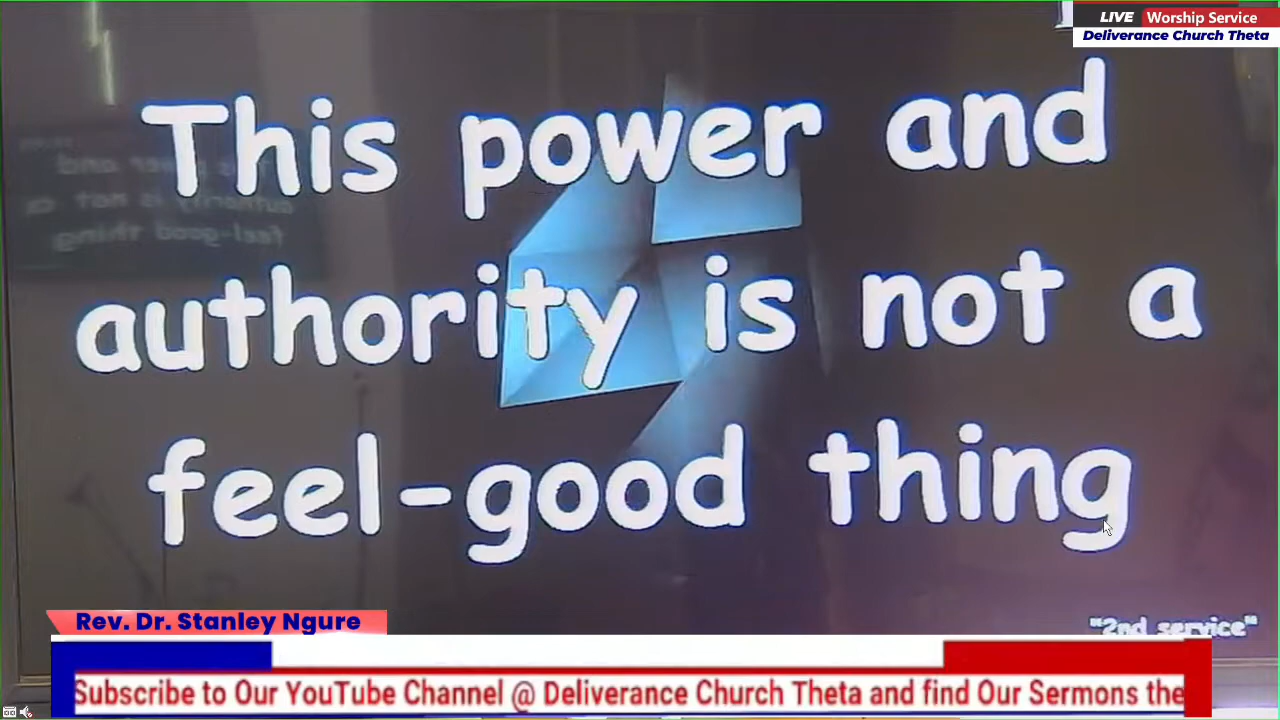 LIVE Worship Service
Deliverance Church Theta
This power and
authority is not a
feel-good thing
Rev. Dr. Stanley Ngure
"2nd service"
Subscribe to Our YouTube Channel @ Deliverance Church Theta and find Our Sermons the